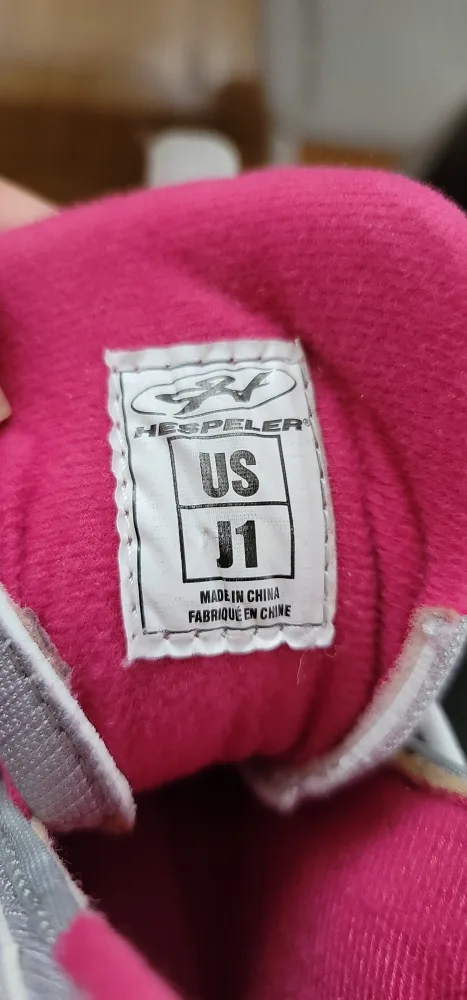 HESPELER
US
J1
MADE IN CHINA
FABRIQUÉ EN CHINE